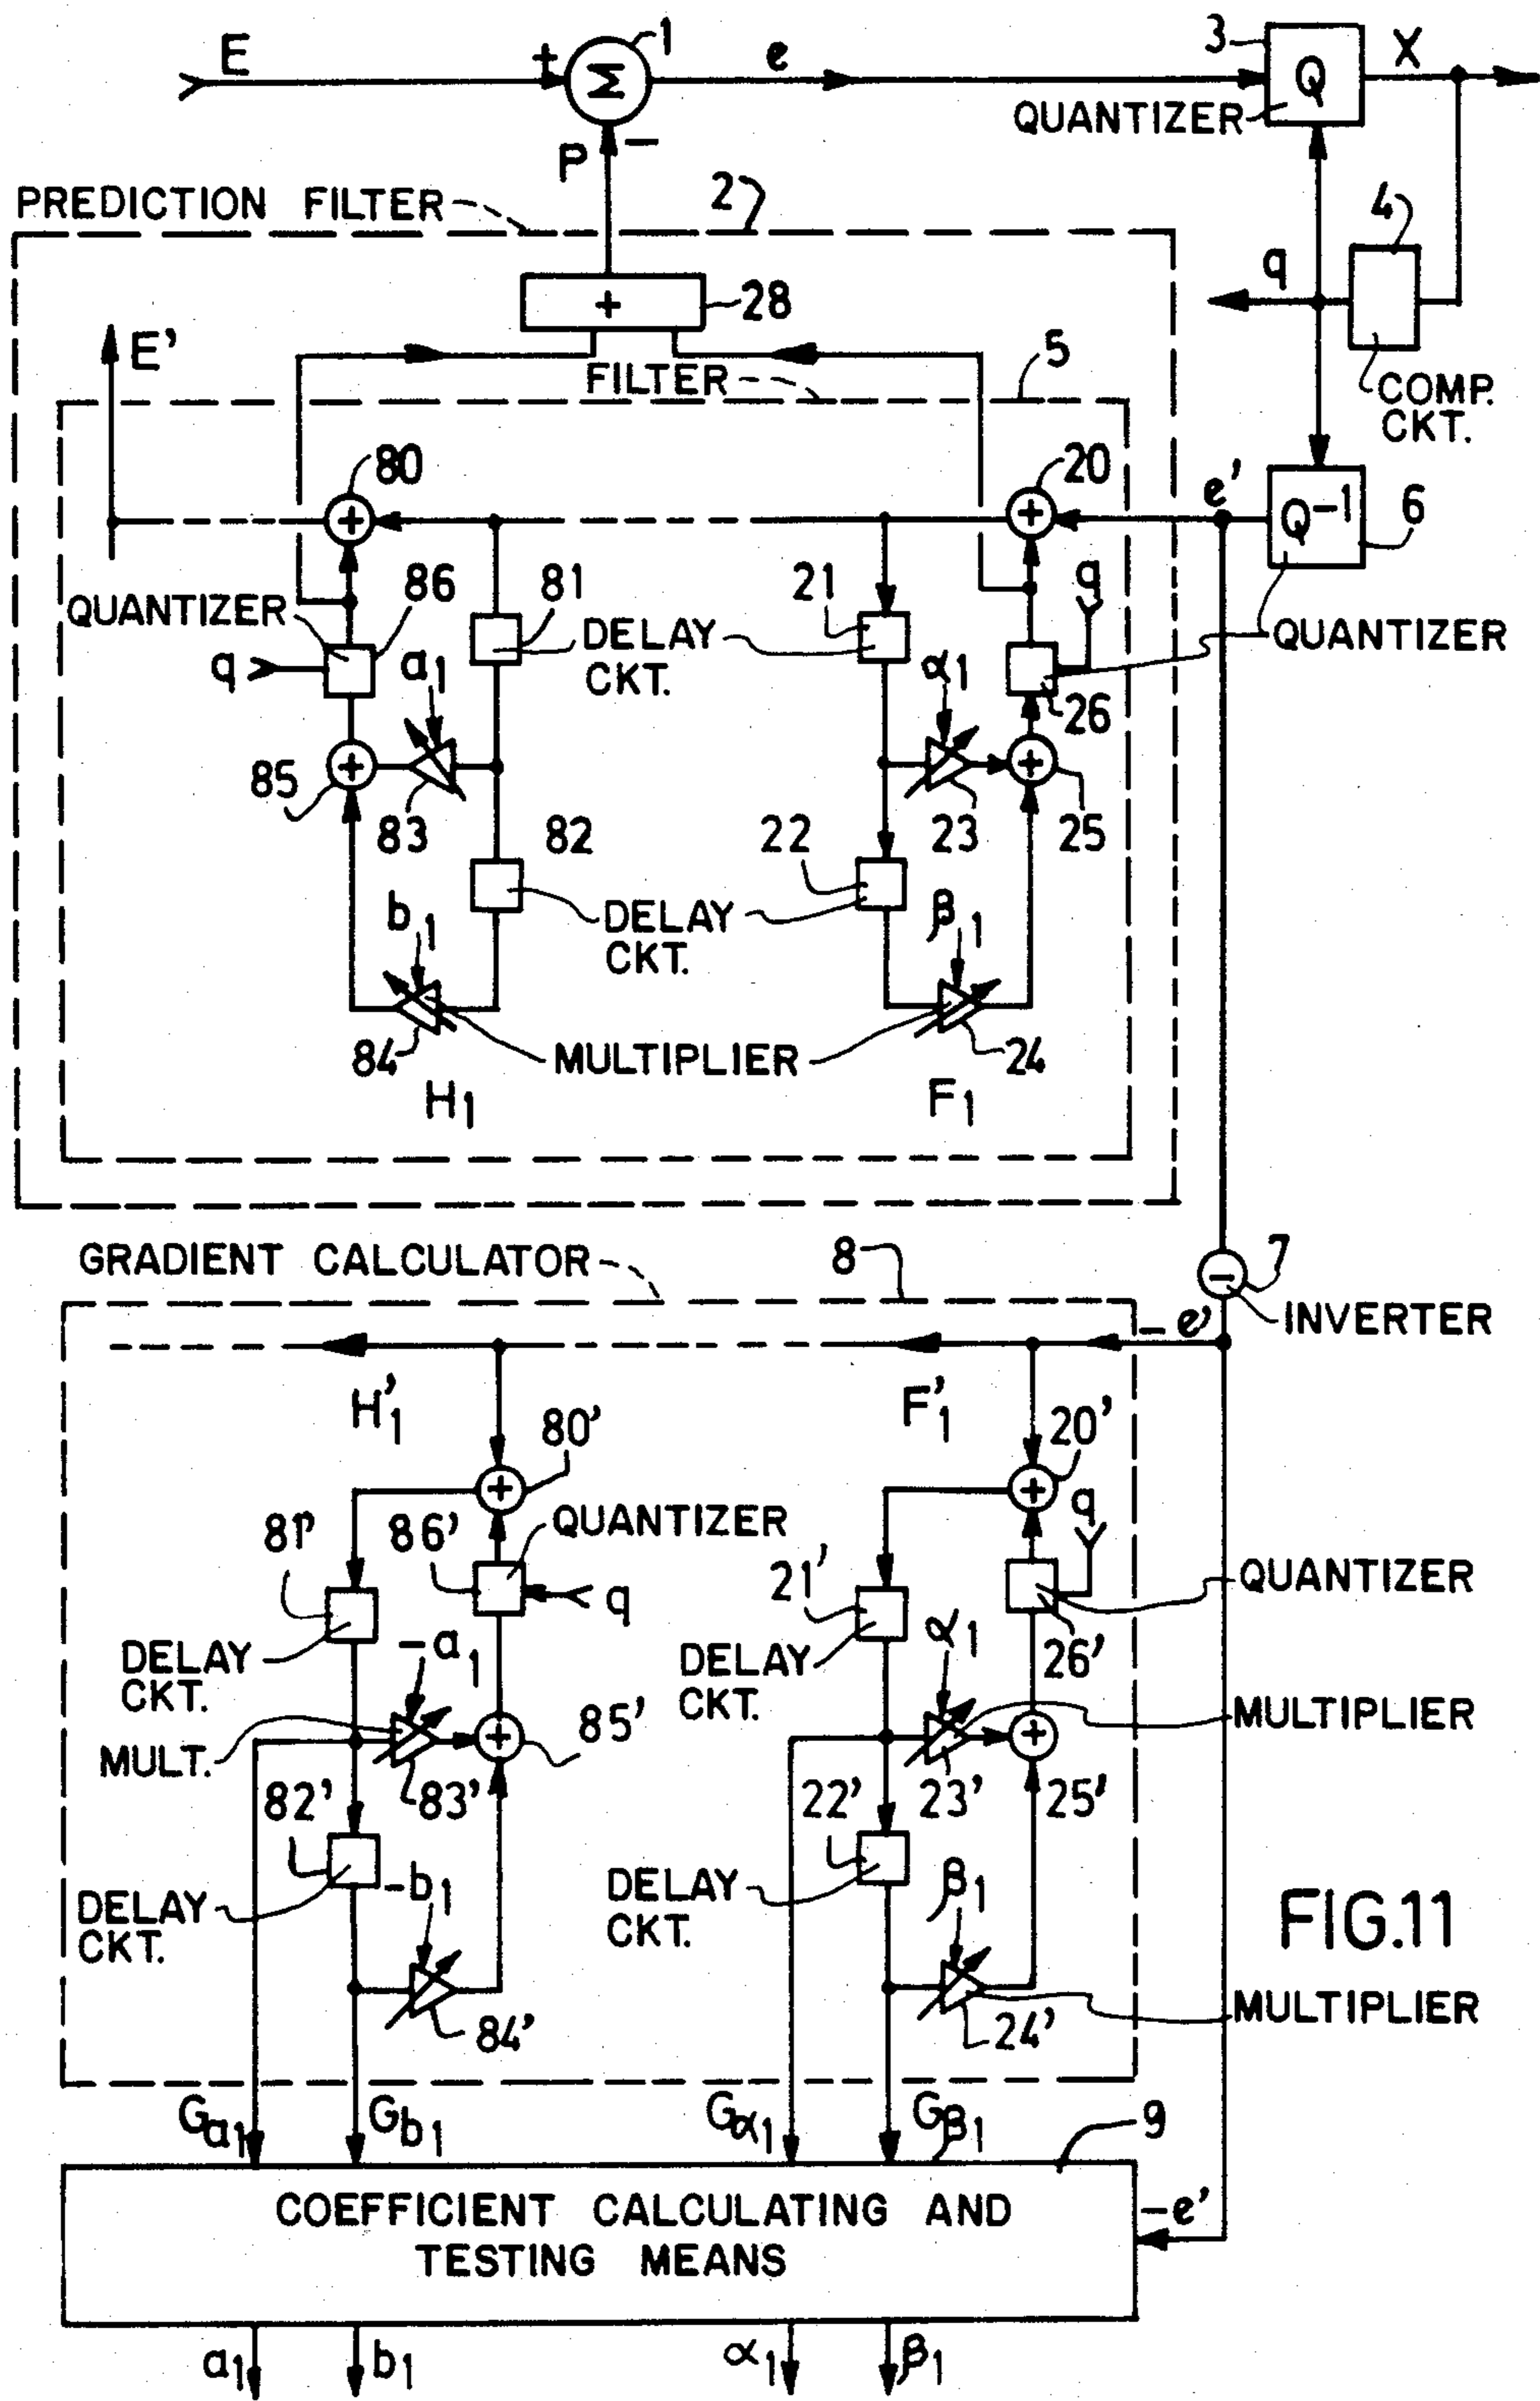 E
+
Σ
1
e
3
Q
X
QUANTIZER
P
−
PREDICTION FILTER
2
4
q
+
28
E'
5
FILTER
COMP.
CKT.
80
20
e'
Q-1
6
+
+
QUANTIZER
86
81
21
q
DELAY
CKT.
QUANTIZER
q
a1
α1
26
85
+
+
83
82
22
23
25
b1
DELAY
CKT.
β1
84
MULTIPLIER
24
H1
F1
GRADIENT CALCULATOR
8
7
−
INVERTER
-e'
H'1
F'1
80'
20'
+
+
q
81'
86'
QUANTIZER
21'
QUANTIZER
q
DELAY
CKT.
-a1
DELAY
CKT.
α1
26'
MULT.
+
85'
+
MULTIPLIER
82'
83'
22'
23'
25'
DELAY
CKT.
-b1
DELAY
CKT.
β1
FIG.11
84'
24'
MULTIPLIER
Ga1
Gb1
Gα1
Gβ1
9
COEFFICIENT CALCULATING AND
TESTING MEANS
-e'
a1
b1
α1
β1